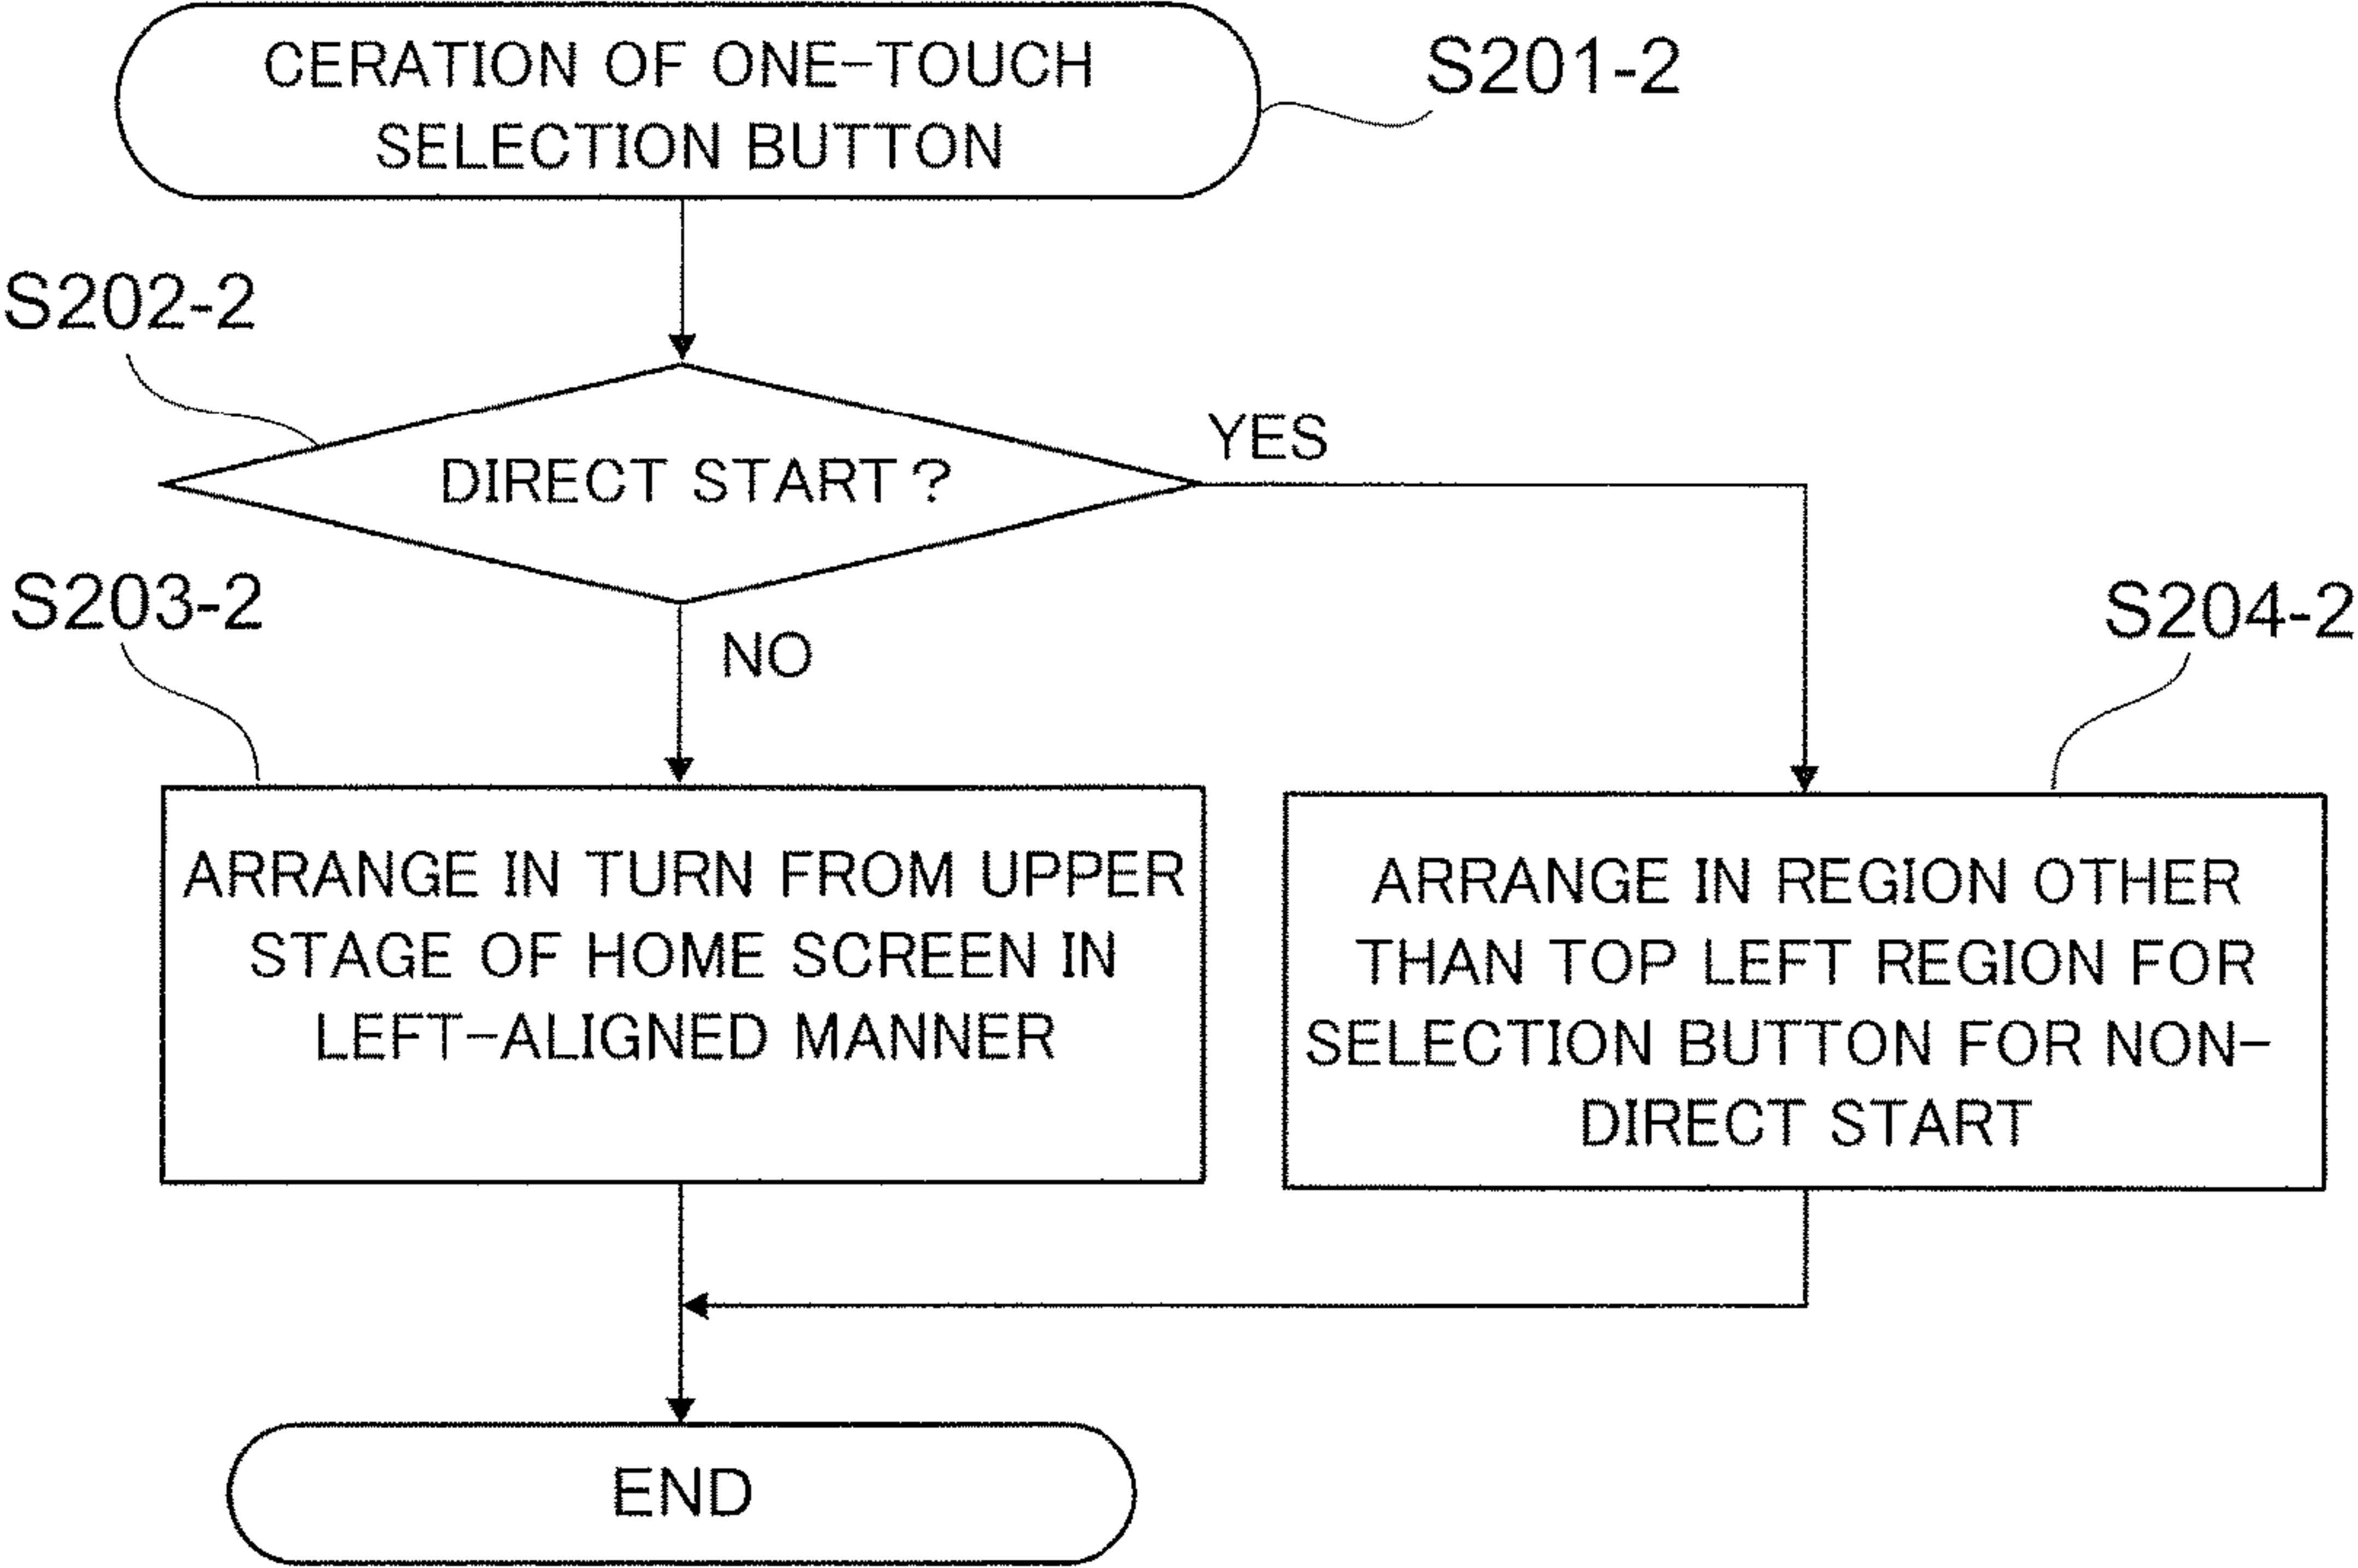 CERATION OF ONE-TOUCH
SELECTION BUTTON
S201-2
S202-2
DIRECT START?
YES
NO
S203-2
ARRANGE IN TURN FROM UPPER
STAGE OF HOME SCREEN IN
LEFT-ALIGNED MANNER
S204-2
ARRANGE IN REGION OTHER
THAN TOP LEFT REGION FOR
SELECTION BUTTON FOR NON-
DIRECT START
END